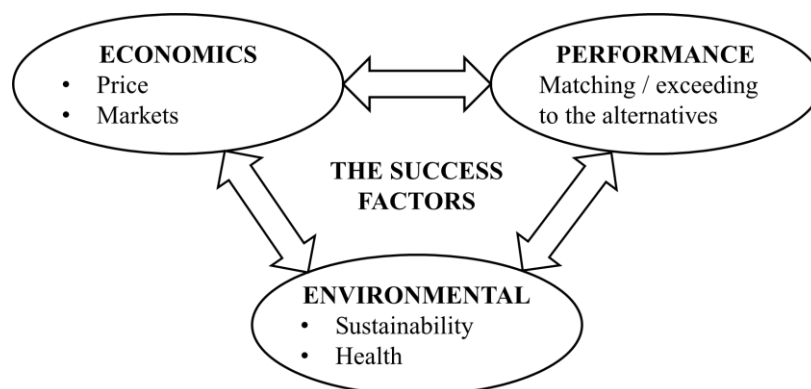 ECONOMICS
• Price
• Markets
PERFORMANCE
Matching / exceeding
to the alternatives
THE SUCCESS
FACTORS
ENVIRONMENTAL
• Sustainability
• Health